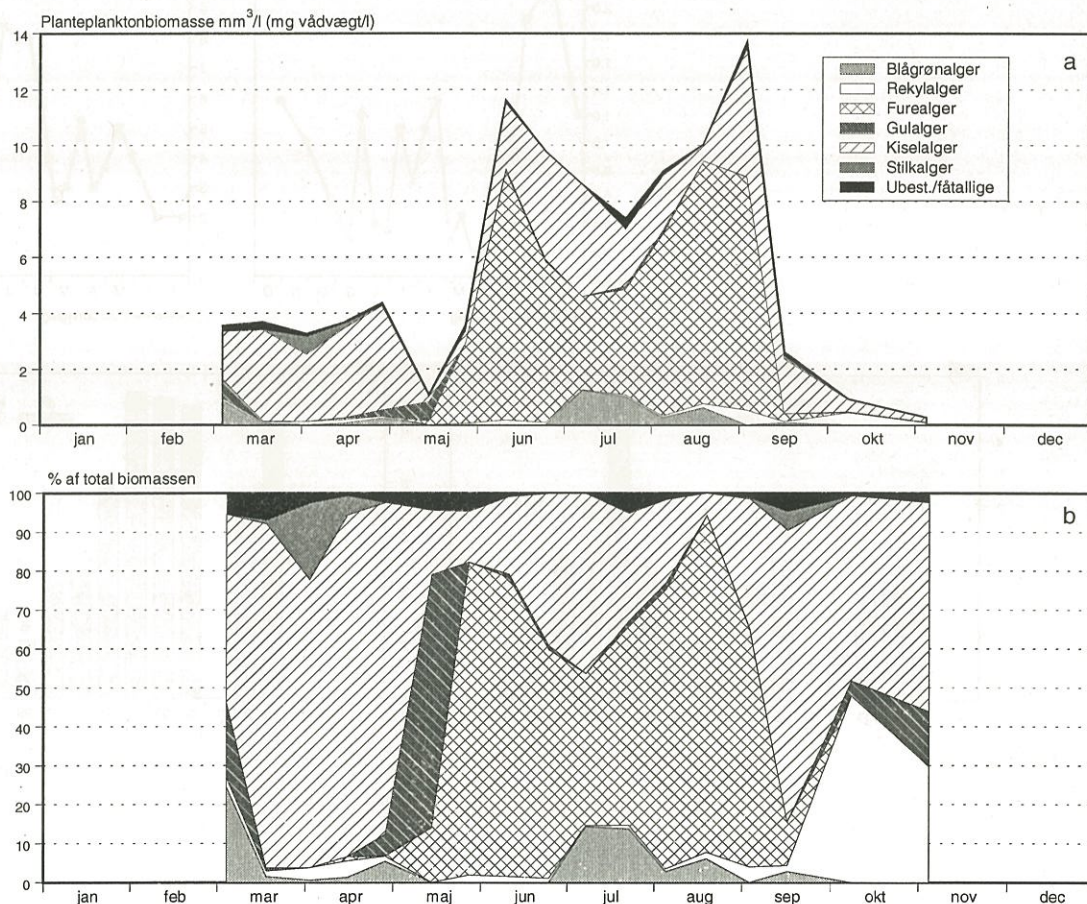 Planteplanktonbiomasse mm³/l (mg vådvægt/l)
a
14
12
10
8
6
4
2
0
Blågrønalger
Rekylalger
Furealger
Gulalger
Kiselalger
Stilkalger
Ubest./fåtallige
jan feb mar apr maj jun jul aug sep okt nov dec
% af total biomassen
b
100
90
80
70
60
50
40
30
20
10
0
jan feb mar apr maj jun jul aug sep okt nov dec